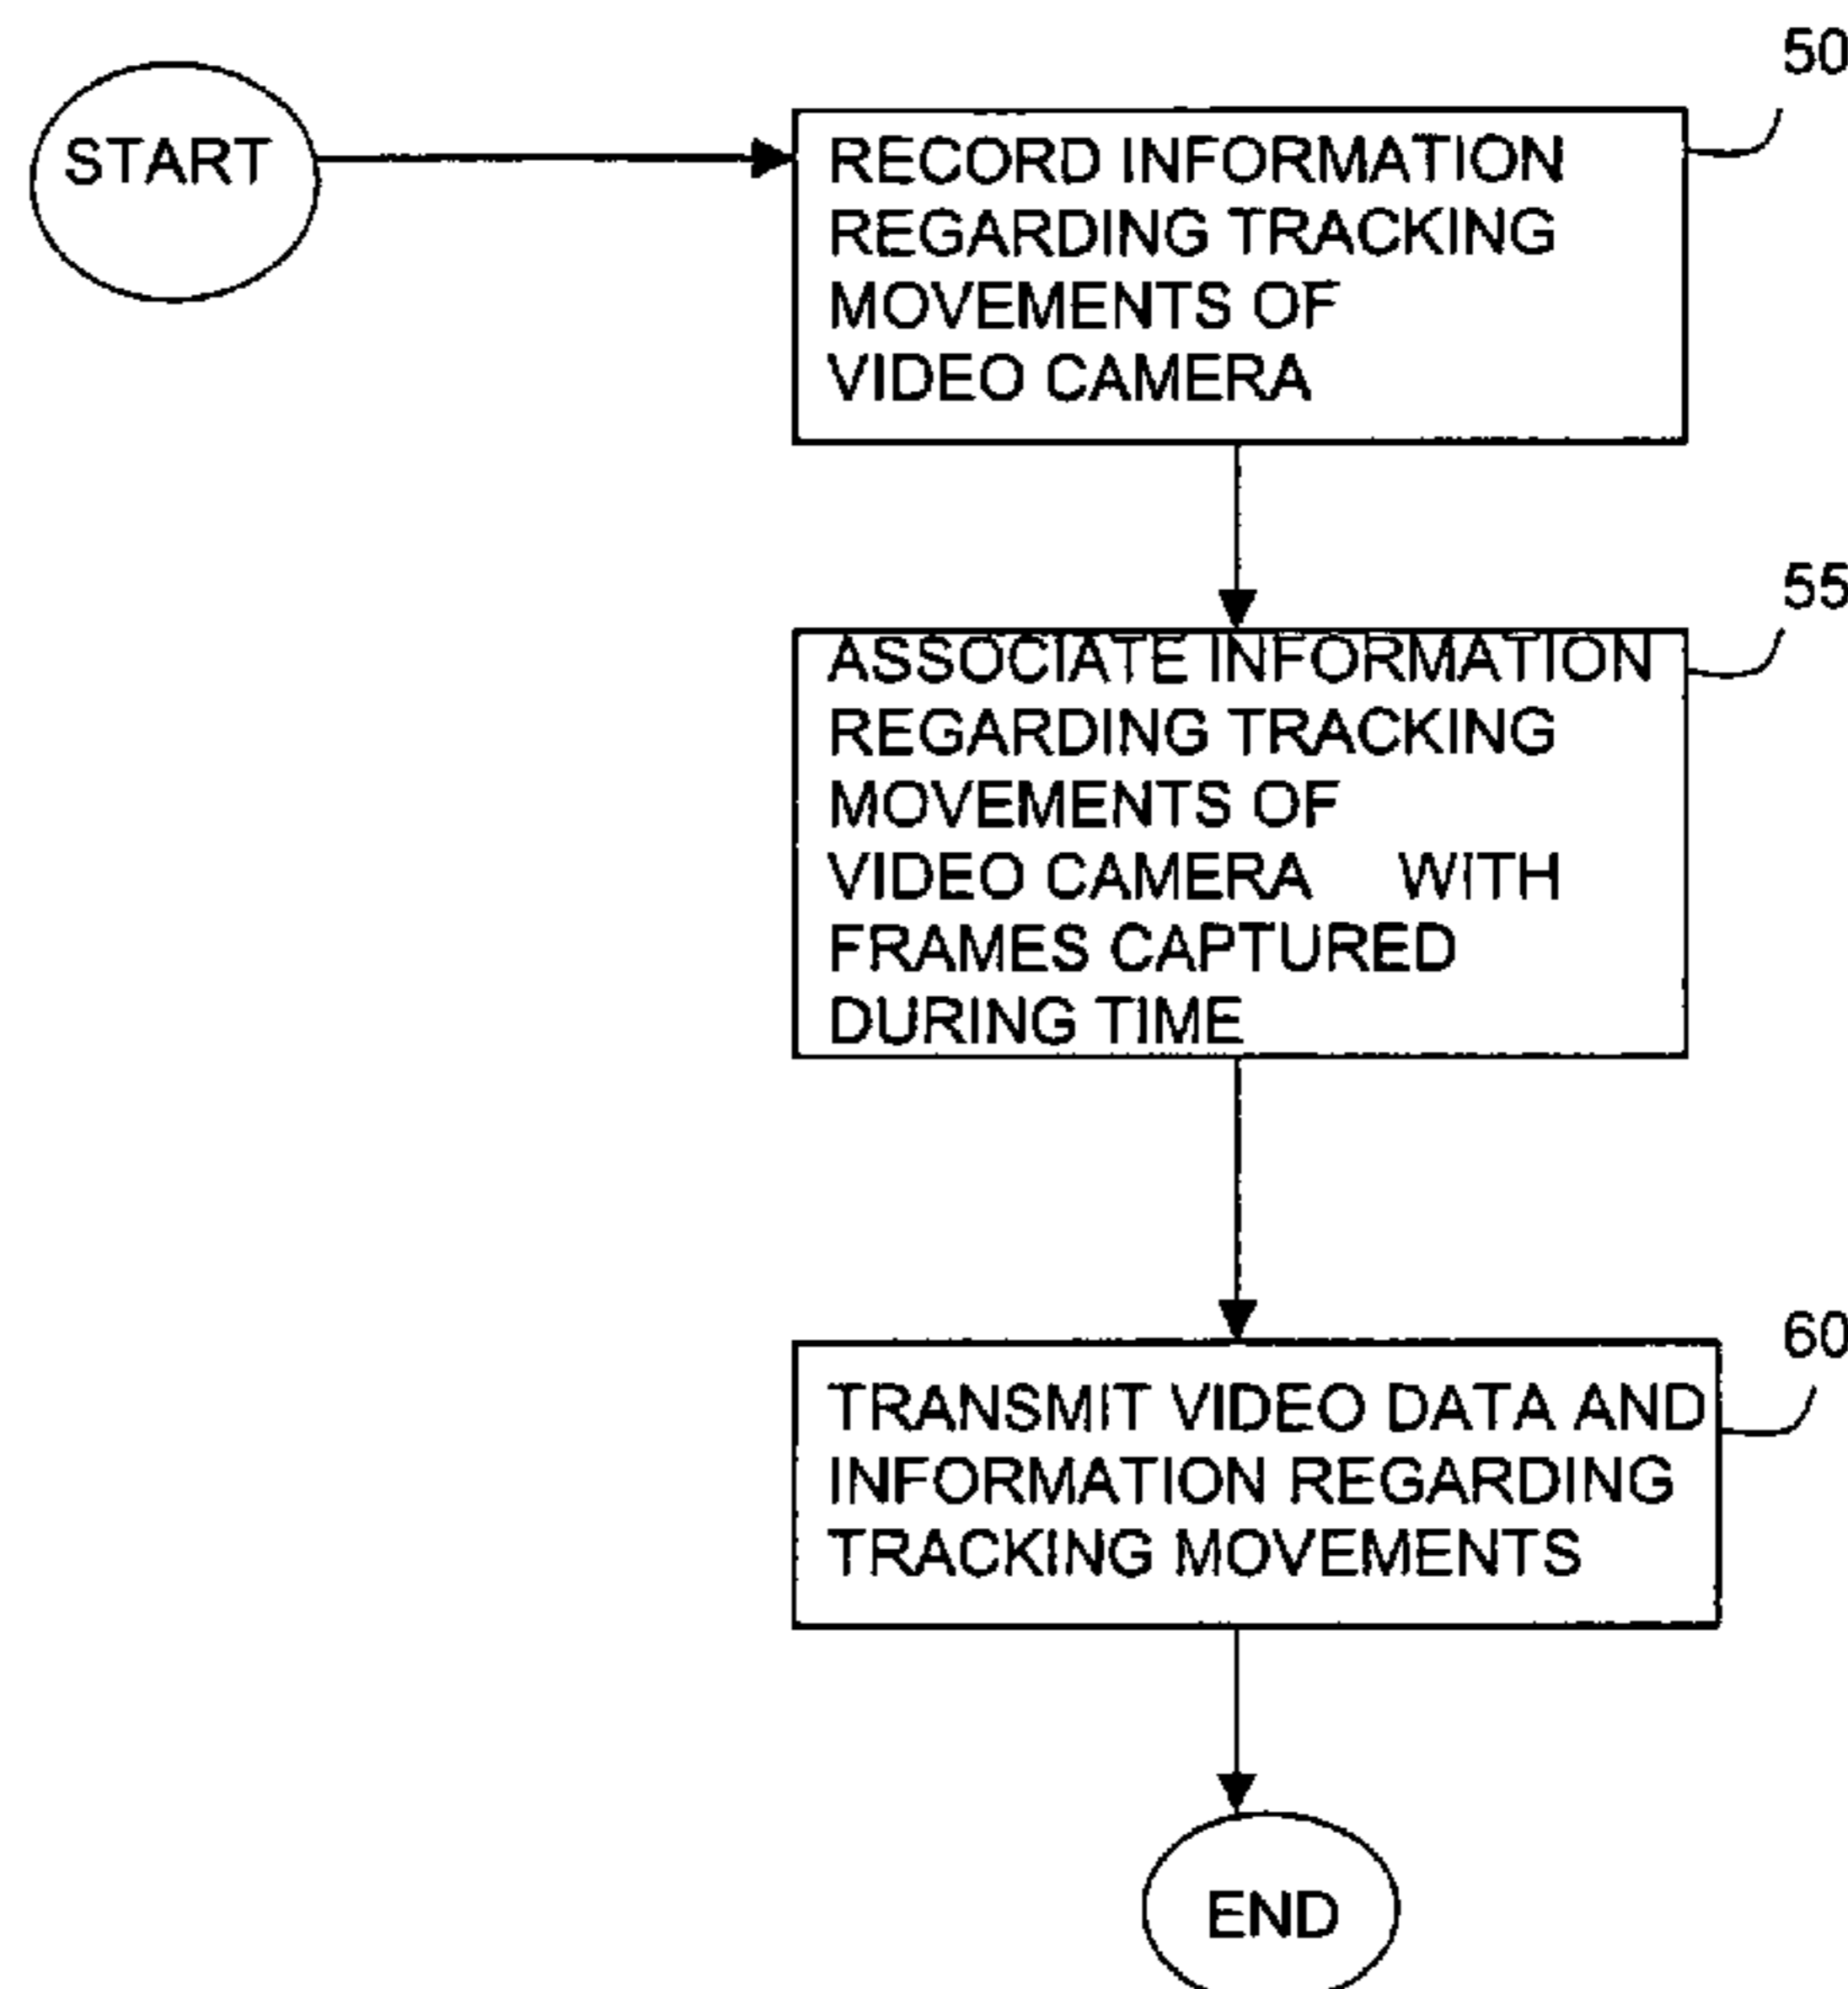 START
50
RECORD INFORMATION
REGARDING TRACKING
MOVEMENTS OF
VIDEO CAMERA
55
ASSOCIATE INFORMATION
REGARDING TRACKING
MOVEMENTS OF
VIDEO CAMERA WITH
FRAMES CAPTURED
DURING TIME
60
TRANSMIT VIDEO DATA AND
INFORMATION REGARDING
TRACKING MOVEMENTS
END